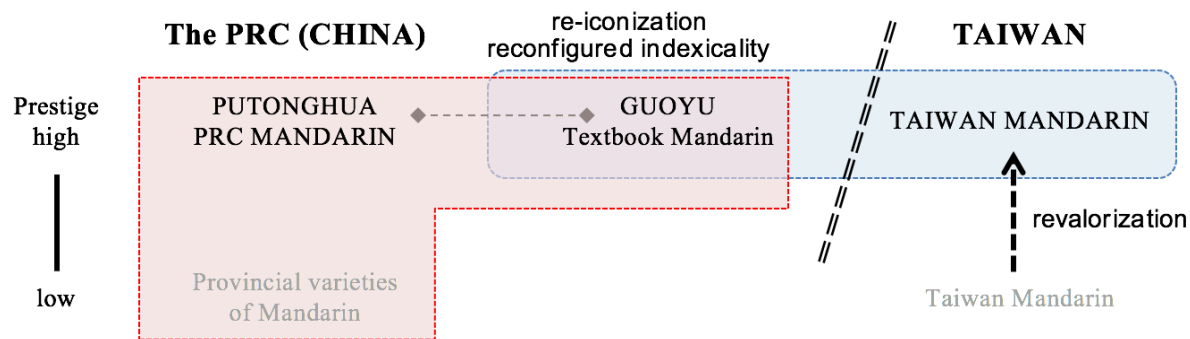 The PRC (CHINA)
re-iconization
reconfigured indexicality
TAIWAN
Prestige
high
PUTONGHUA
PRC MANDARIN
GUOYU
Textbook Mandarin
TAIWAN MANDARIN
revalorization
low
Provincial varieties
of Mandarin
Taiwan Mandarin